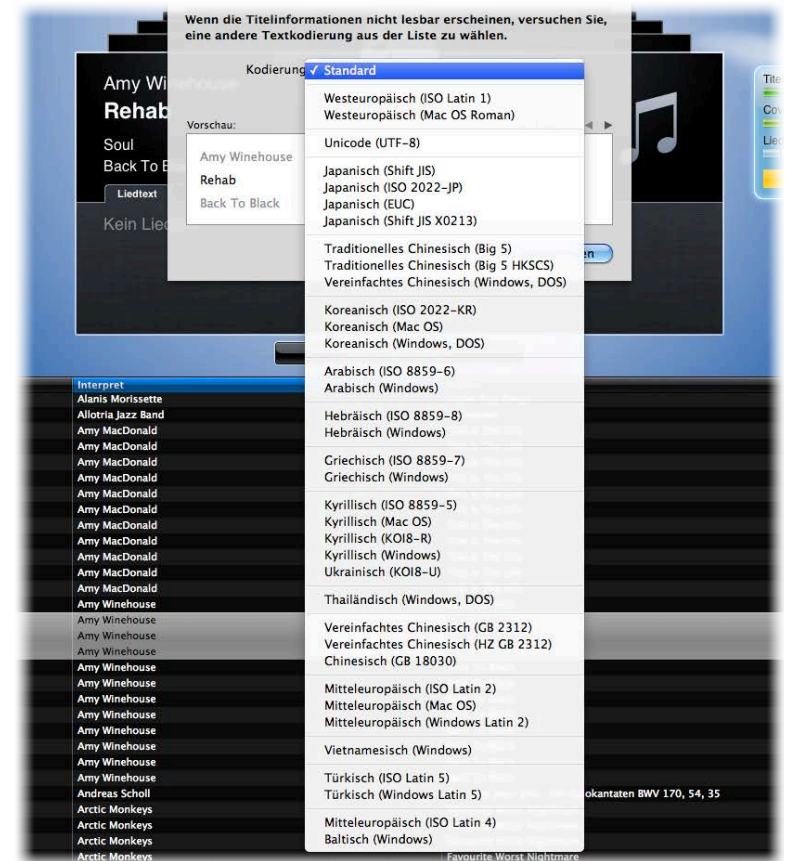 Wenn die Titelinformationen nicht lesbar erscheinen, versuchen Sie,
eine andere Textkodierung aus der Liste zu wählen.
Kodierung
✓ Standard
Westeuropäisch (ISO Latin 1)
Westeuropäisch (Mac OS Roman)
Unicode (UTF-8)
Japanisch (Shift JIS)
Japanisch (ISO 2022-JP)
Japanisch (EUC)
Japanisch (Shift JIS X0213)
Traditionelles Chinesisch (Big 5)
Traditionelles Chinesisch (Big 5 HKSCS)
Vereinfachtes Chinesisch (Windows, DOS)
Koreanisch (ISO 2022-KR)
Koreanisch (Mac OS)
Koreanisch (Windows, DOS)
Arabisch (ISO 8859-6)
Arabisch (Windows)
Hebräisch (ISO 8859-8)
Hebräisch (Windows)
Griechisch (ISO 8859-7)
Griechisch (Windows)
Kyrillisch (ISO 8859-5)
Kyrillisch (Mac OS)
Kyrillisch (KOI8-R)
Kyrillisch (Windows)
Ukrainisch (KOI8-U)
Thailändisch (Windows, DOS)
Vereinfachtes Chinesisch (GB 2312)
Vereinfachtes Chinesisch (HZ GB 2312)
Chinesisch (GB 18030)
Mitteleuropäisch (ISO Latin 2)
Mitteleuropäisch (Mac OS)
Mitteleuropäisch (Windows Latin 2)
Vietnamesisch (Windows)
Türkisch (ISO Latin 5)
Türkisch (Windows Latin 5)
Mitteleuropäisch (ISO Latin 4)
Baltisch (Windows)
Vorschau:
Amy Winehouse
Rehab
Back To Black
en
Amy Wi
Rehab
Soul
Back To B
Liedtext
Kein Lied
Tite
Cov
Lied
Interpret
Alanis Morissette
Allotria Jazz Band
Amy MacDonald
Amy MacDonald
Amy MacDonald
Amy MacDonald
Amy MacDonald
Amy MacDonald
Amy MacDonald
Amy MacDonald
Amy MacDonald
Amy MacDonald
Amy MacDonald
Amy Winehouse
Amy Winehouse
Amy Winehouse
Amy Winehouse
Amy Winehouse
Amy Winehouse
Amy Winehouse
Amy Winehouse
Amy Winehouse
Amy Winehouse
Amy Winehouse
Amy Winehouse
Andreas Scholl okantaten BWV 170, 54, 35
Arctic Monkeys
Arctic Monkeys
Arctic Monkeys
Arctic Monkeys Favourite Worst Nightmare